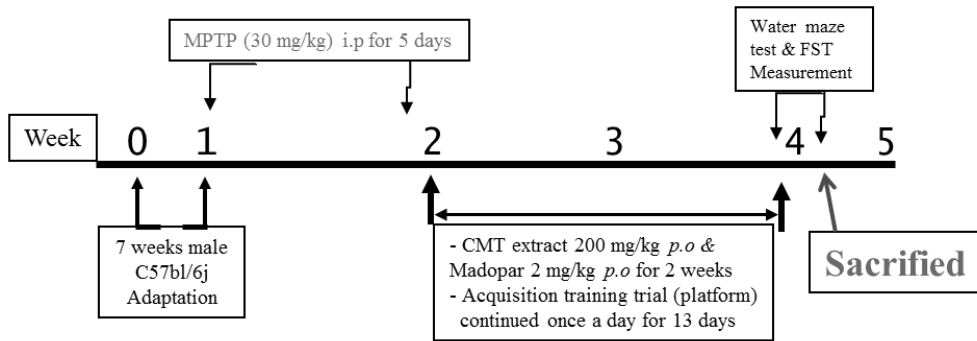 MPTP (30 mg/kg) i.p for 5 days
Water maze
test & FST
Measurement
Week
0 1 2 3 4 5
7 weeks male
C57bl/6j
Adaptation
- CMT extract 200 mg/kg p.o &
Madopar 2 mg/kg p.o for 2 weeks
- Acquisition training trial (platform)
continued once a day for 13 days
Sacrified